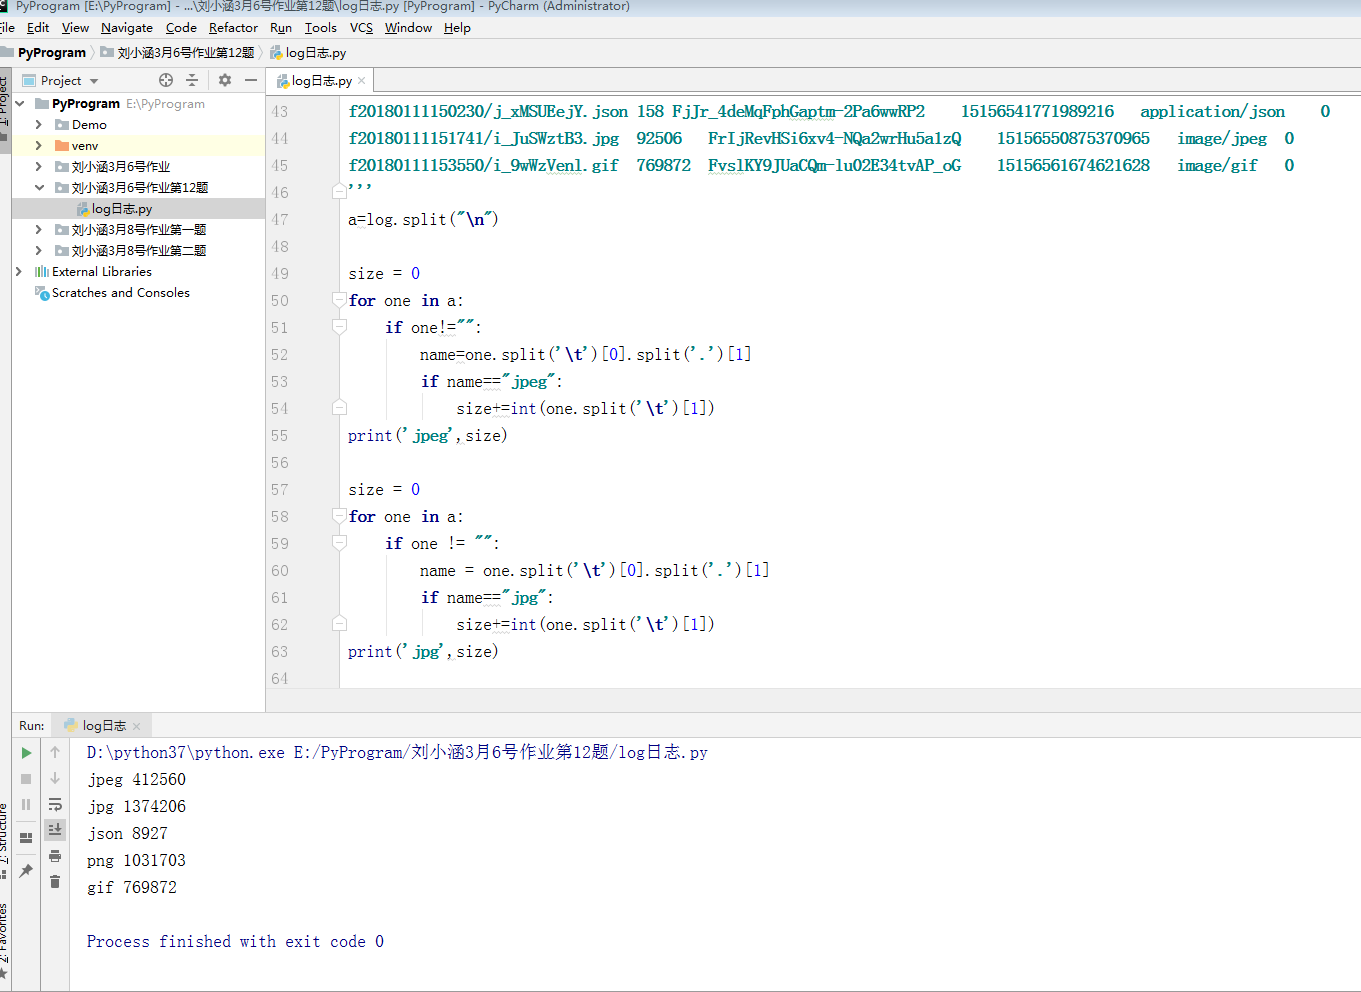 PyProgram [E:\PyProgram] - ...\刘小涵3月6号作业第12题\log日志.py [PyProgram] - PyCharm (Administrator)
File Edit View Navigate Code Refactor Run Tools VCS Window Help
PyProgram 刘小涵3月6号作业第12题 log日志.py
1: Project
Project
log日志.py
PyProgram E:\PyProgram
Demo
venv
刘小涵3月6号作业
刘小涵3月6号作业第12题
log日志.py
刘小涵3月8号作业第一题
刘小涵3月8号作业第二题
External Libraries
Scratches and Consoles
43 f20180111150230/j_xMSUEejY.json 158 FjJr_4deMqFphGaptm-2Pa6wwRP2 15156541771989216 application/json 0
44 f20180111151741/i_JuSWztB3.jpg 92506 FrIjRevHSi6xv4-NQa2wrHu5a1zQ 15156550875370965 image/jpeg 0
45 f20180111153550/i_9wWzVenl.gif 769872 FvslKY9JUaCQm-lu02E34tvAP_oG 15156561674621628 image/gif 0
46 '''
47 a=log.split("\n")
48
49 size = 0
50 for one in a:
51 if one!="":
52 name=one.split('\t')[0].split('.')[1]
53 if name=="jpeg":
54 size+=int(one.split('\t')[1])
55 print('jpeg',size)
56
57 size = 0
58 for one in a:
59 if one != "":
60 name = one.split('\t')[0].split('.')[1]
61 if name=="jpg":
62 size+=int(one.split('\t')[1])
63 print('jpg',size)
64
Run: log日志
D:\python37\python.exe E:/PyProgram/刘小涵3月6号作业第12题/log日志.py
jpeg 412560
jpg 1374206
json 8927
png 1031703
gif 769872
Process finished with exit code 0
7: Structure
2: Favorites